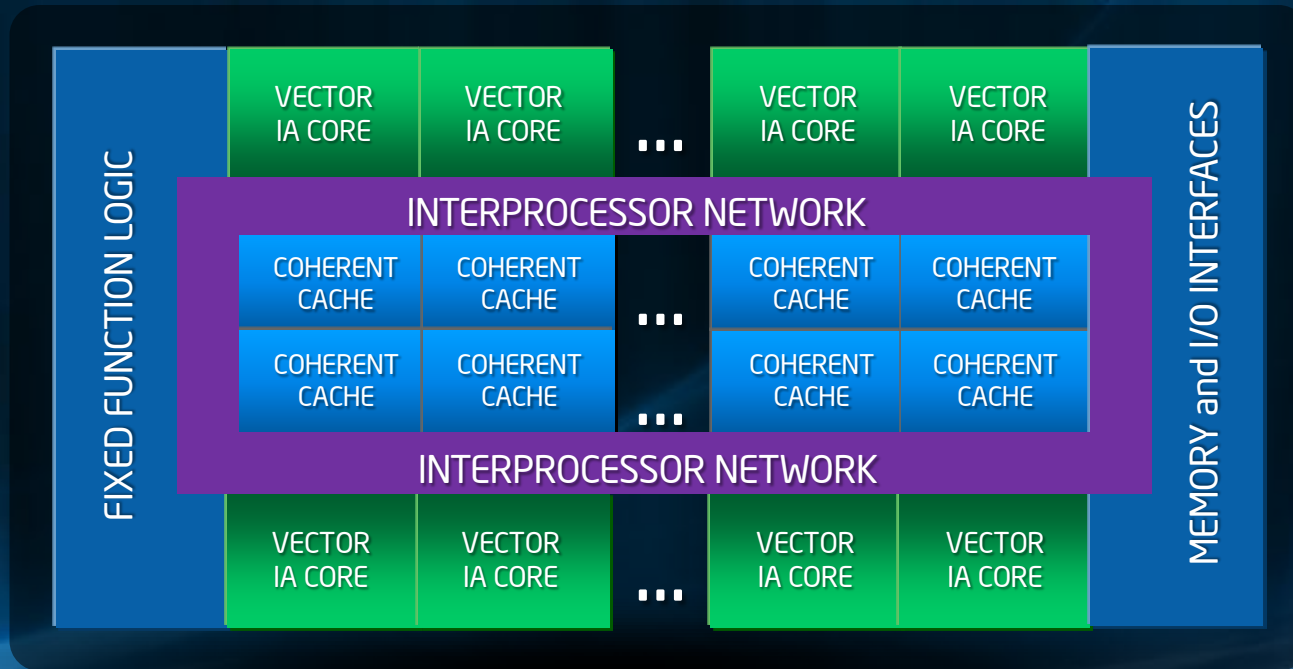 FIXED FUNCTION LOGIC
VECTOR
IA CORE
VECTOR
IA CORE
...
VECTOR
IA CORE
VECTOR
IA CORE
MEMORY and I/O INTERFACES
INTERPROCESSOR NETWORK
COHERENT
CACHE
COHERENT
CACHE
...
COHERENT
CACHE
COHERENT
CACHE
COHERENT
CACHE
COHERENT
CACHE
...
COHERENT
CACHE
COHERENT
CACHE
INTERPROCESSOR NETWORK
VECTOR
IA CORE
VECTOR
IA CORE
...
VECTOR
IA CORE
VECTOR
IA CORE